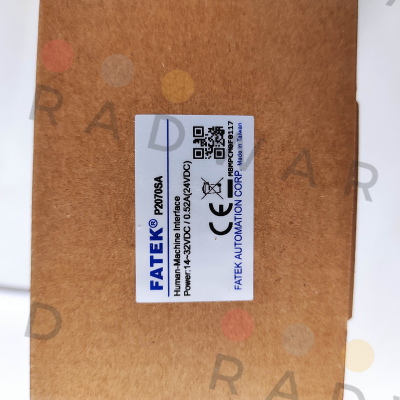 FATEK® P2070SA
Human-Machine Interface
Power:14~32VDC / 0.52A(24VDC)
CE
FATEK AUTOMATION CORP.
Made in Taiwan
RADWAR
RADWAR